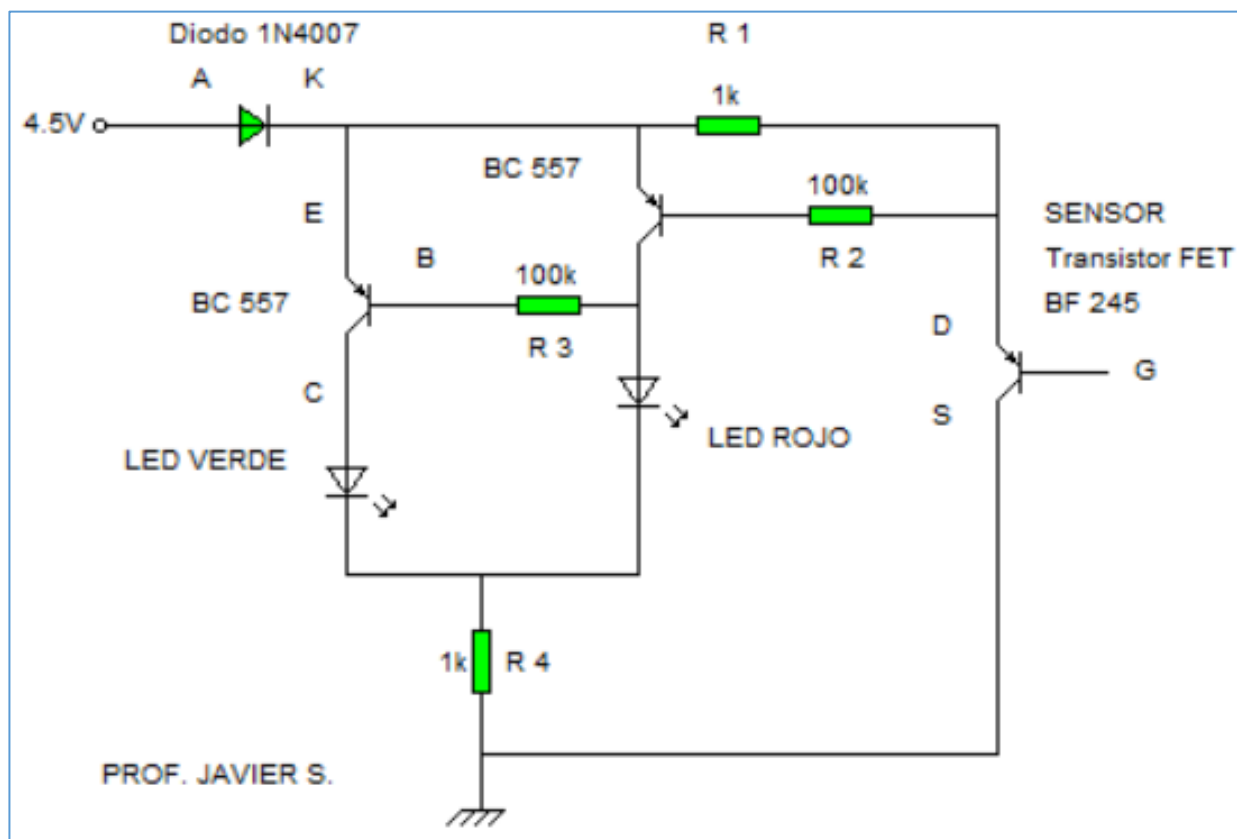 Diodo 1N4007
R 1
A K
1k
4.5V
BC 557
100k
E
SENSOR
B
R 2
Transistor FET
100k
BC 557
BF 245
R 3
D
G
C
S
LED ROJO
LED VERDE
1k R 4
PROF. JAVIER S.